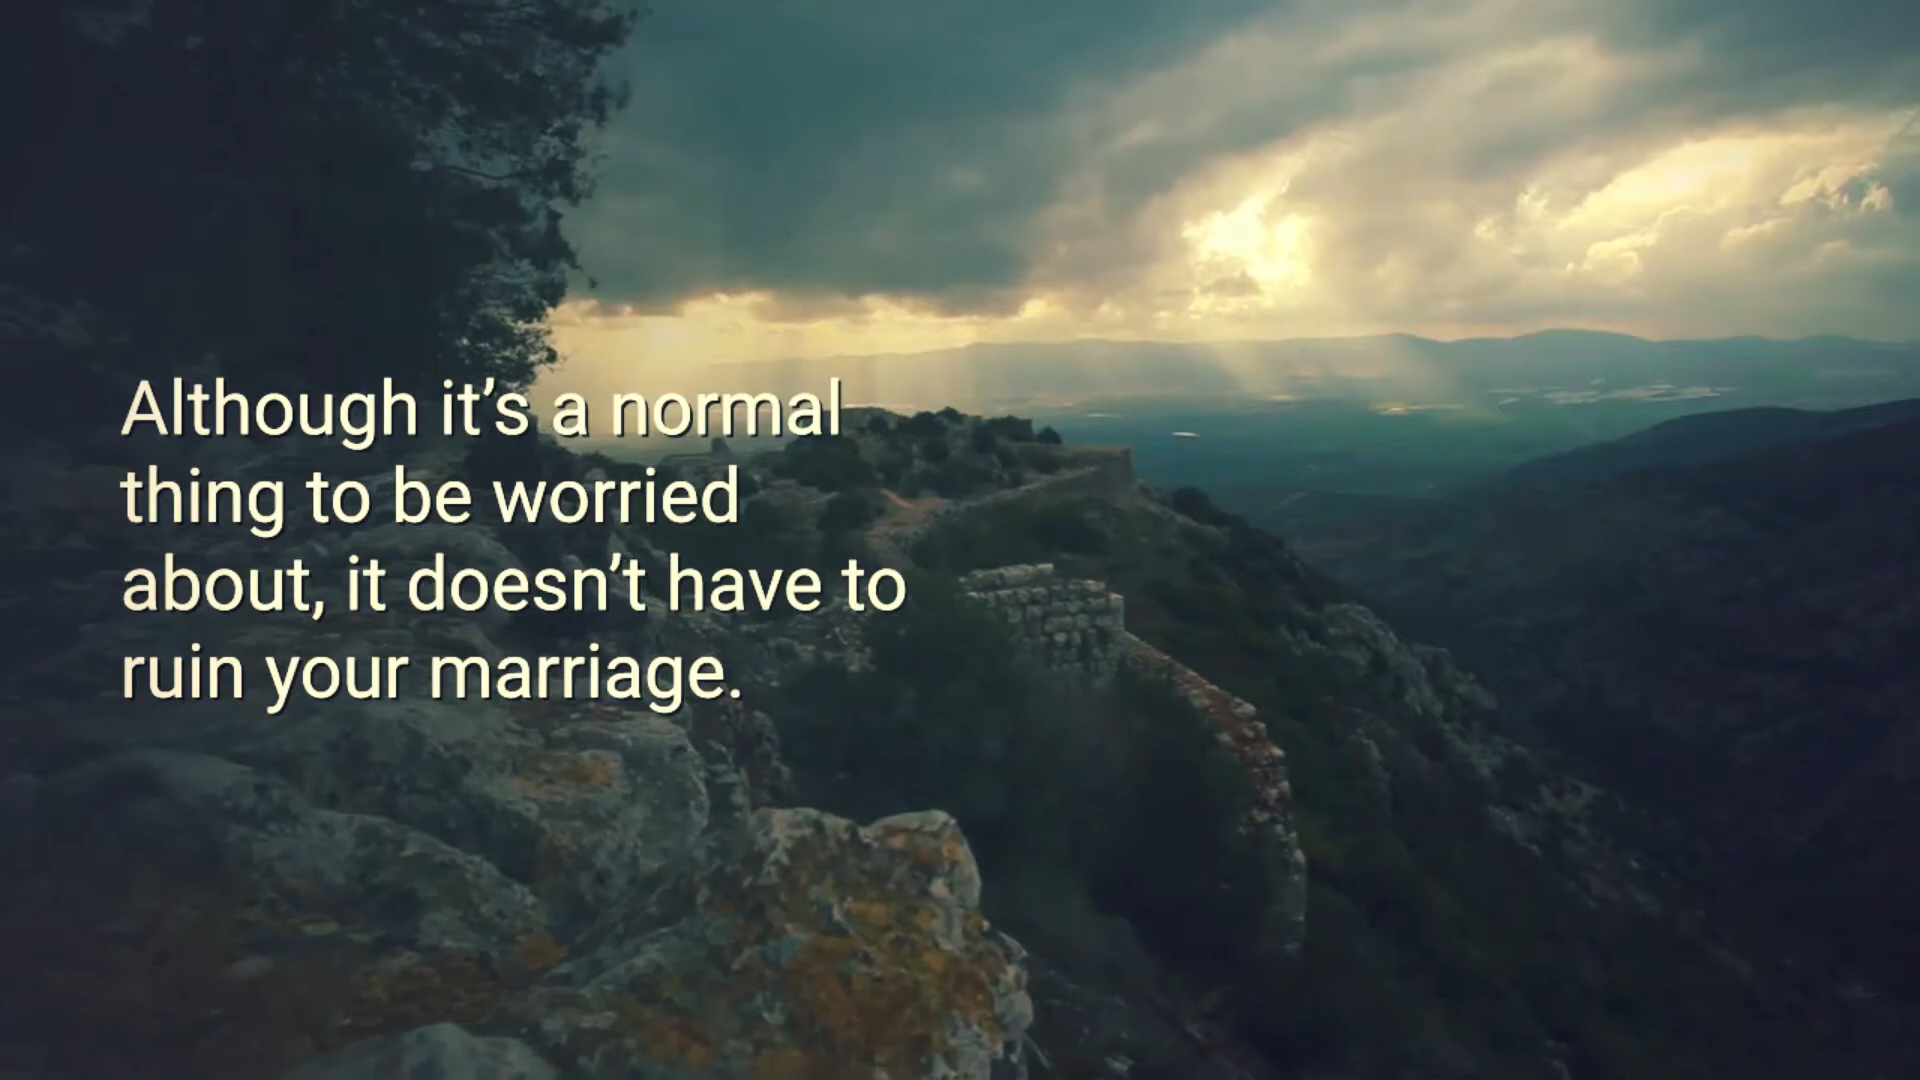 Although it’s a normal
thing to be worried
about, it doesn’t have to
ruin your marriage.